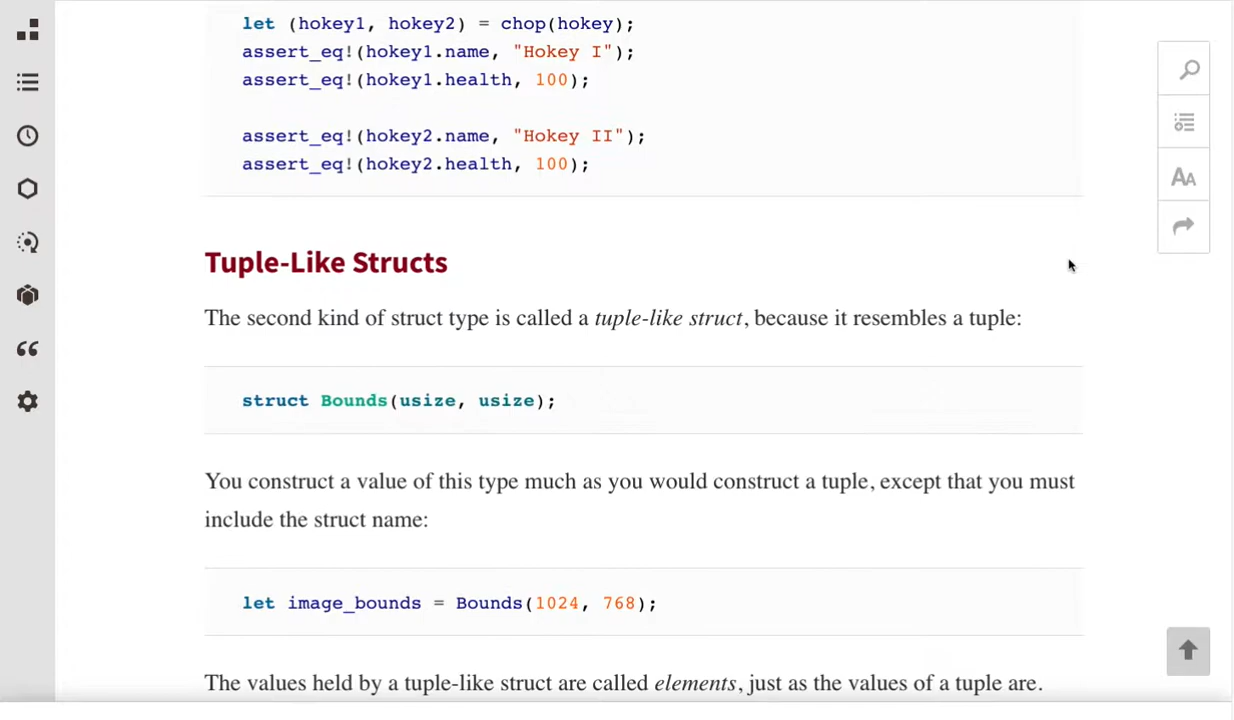 let (hokey1, hokey2) = chop(hokey);
assert_eq!(hokey1.name, "Hokey I");
assert_eq!(hokey1.health, 100);
assert_eq!(hokey2.name, "Hokey II");
assert_eq!(hokey2.health, 100);
Tuple-Like Structs
The second kind of struct type is called a tuple-like struct, because it resembles a tuple:
struct Bounds(usize, usize);
You construct a value of this type much as you would construct a tuple, except that you must
include the struct name:
let image_bounds = Bounds(1024, 768);
The values held by a tuple-like struct are called elements, just as the values of a tuple are.
AA